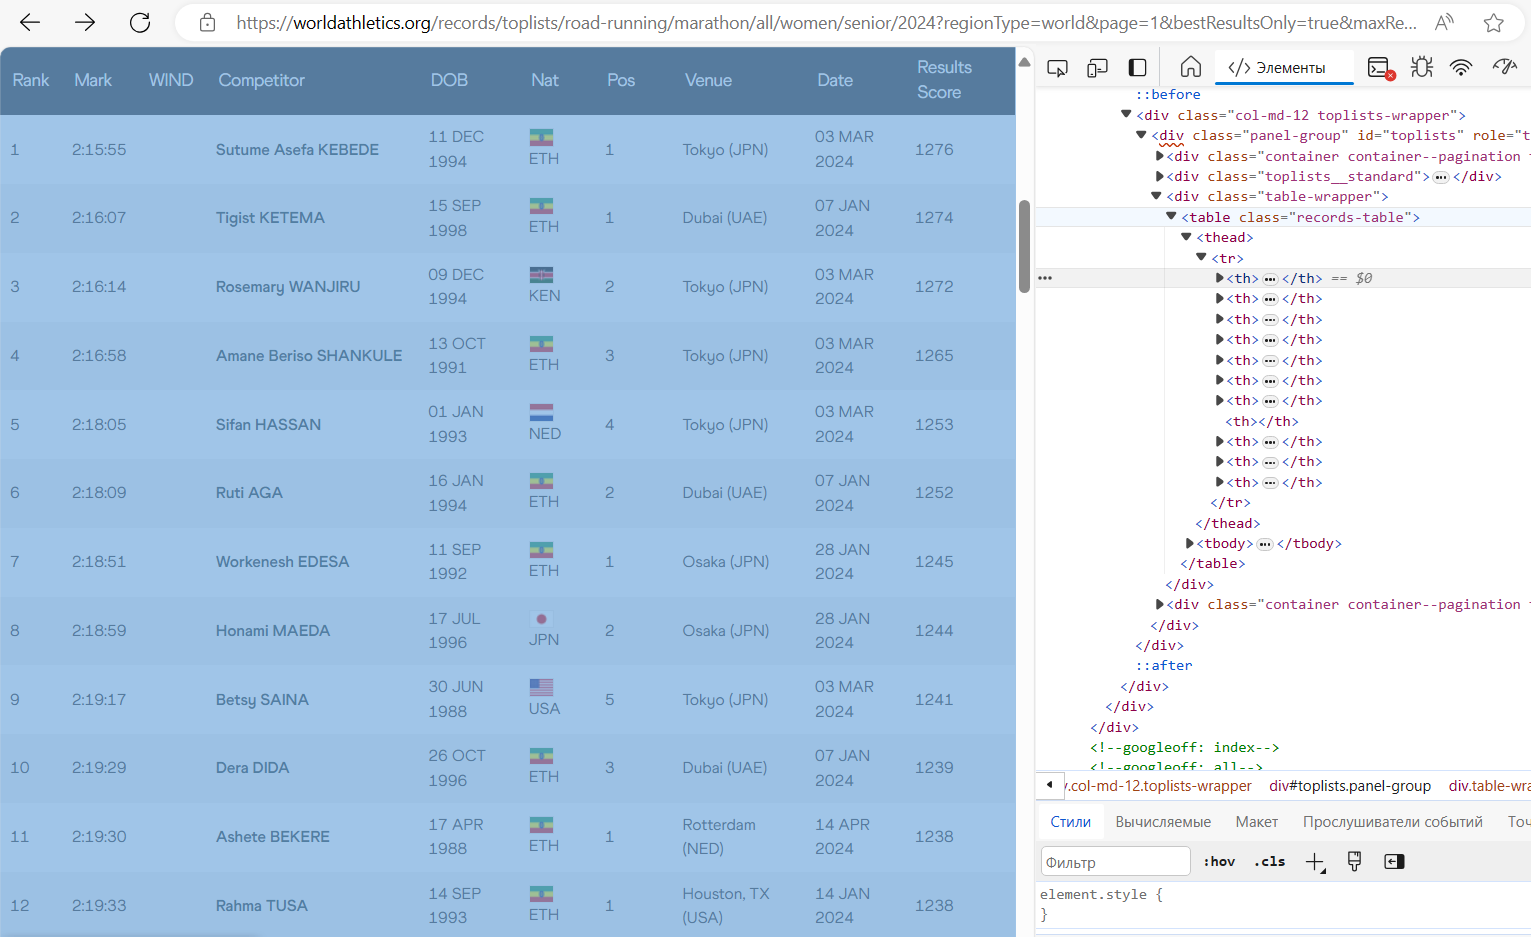 https://worldathletics.org/records/toplists/road-running/marathon/all/women/senior/2024?regionType=world&page=1&bestResultsOnly=true&maxRe...
Rank Mark WIND Competitor DOB Nat Pos Venue Date Results Score
1 2:15:55 Sutume Asefa KEBEDE 11 DEC 1994 ETH 1 Tokyo (JPN) 03 MAR 2024 1276
2 2:16:07 Tigist KETEMA 15 SEP 1998 ETH 1 Dubai (UAE) 07 JAN 2024 1274
3 2:16:14 Rosemary WANJIRU 09 DEC 1994 KEN 2 Tokyo (JPN) 03 MAR 2024 1272
4 2:16:58 Amane Beriso SHANKULE 13 OCT 1991 ETH 3 Tokyo (JPN) 03 MAR 2024 1265
5 2:18:05 Sifan HASSAN 01 JAN 1993 NED 4 Tokyo (JPN) 03 MAR 2024 1253
6 2:18:09 Ruti AGA 16 JAN 1994 ETH 2 Dubai (UAE) 07 JAN 2024 1252
7 2:18:51 Workenesh EDESA 11 SEP 1992 ETH 1 Osaka (JPN) 28 JAN 2024 1245
8 2:18:59 Honami MAEDA 17 JUL 1996 JPN 2 Osaka (JPN) 28 JAN 2024 1244
9 2:19:17 Betsy SAINA 30 JUN 1988 USA 5 Tokyo (JPN) 03 MAR 2024 1241
10 2:19:29 Dera DIDA 26 OCT 1996 ETH 3 Dubai (UAE) 07 JAN 2024 1239
11 2:19:30 Ashete BEKERE 17 APR 1988 ETH 1 Rotterdam (NED) 14 APR 2024 1238
12 2:19:33 Rahma TUSA 14 SEP 1993 ETH 1 Houston, TX (USA) 14 JAN 2024 1238
</> Элементы
::before
<div class="col-md-12 toplists-wrapper">
<div class="panel-group" id="toplists" role="t
<div class="container container--pagination t
<div class="toplists__standard">…</div>
<div class="table-wrapper">
<table class="records-table">
<thead>
<tr>
<th>…</th> == $0
<th>…</th>
<th>…</th>
<th>…</th>
<th>…</th>
<th>…</th>
<th>…</th>
<th></th>
<th>…</th>
<th>…</th>
<th>…</th>
</tr>
</thead>
<tbody>…</tbody>
</table>
</div>
<div class="container container--pagination t
</div>
</div>
::after
</div>
</div>
</div>
<!--googleoff: index-->
<!--googleoff: all-->
v.col-md-12.toplists-wrapper div#toplists.panel-group div.table-wra
Стили Вычисляемые Макет Прослушиватели событий Точ
Фильтр :hov .cls
element.style {
}